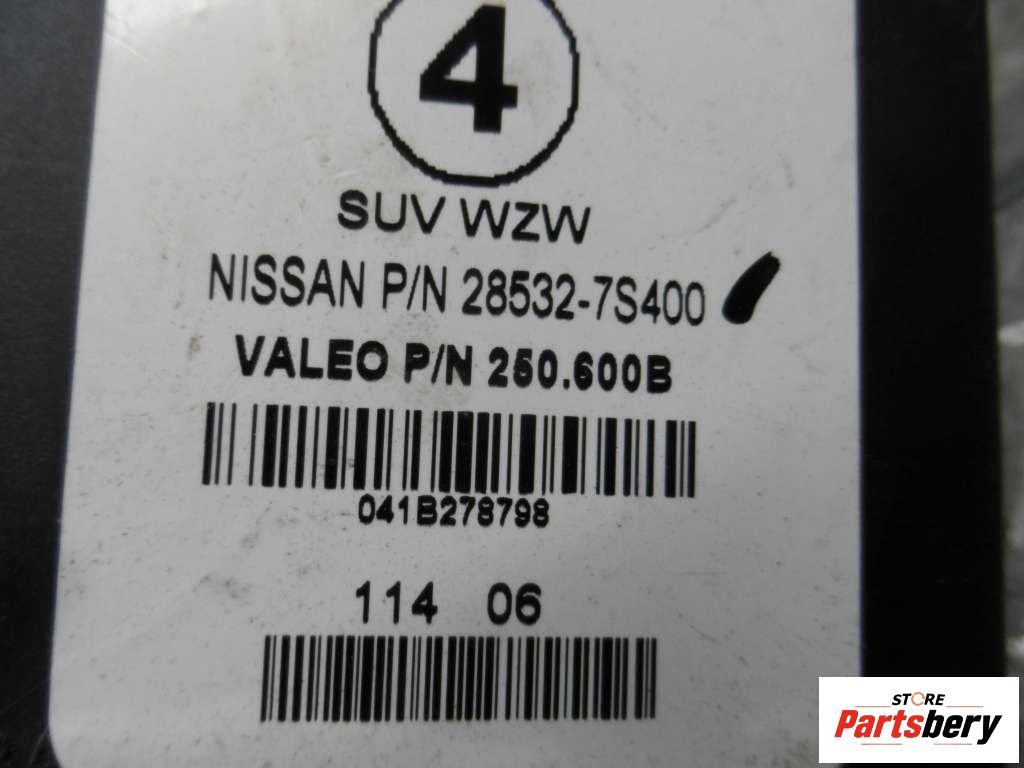 4
SUV WZW
NISSAN P/N 28532-7S400
VALEO P/N 250.600B
041B278798
114 06
STORE
Partsbery